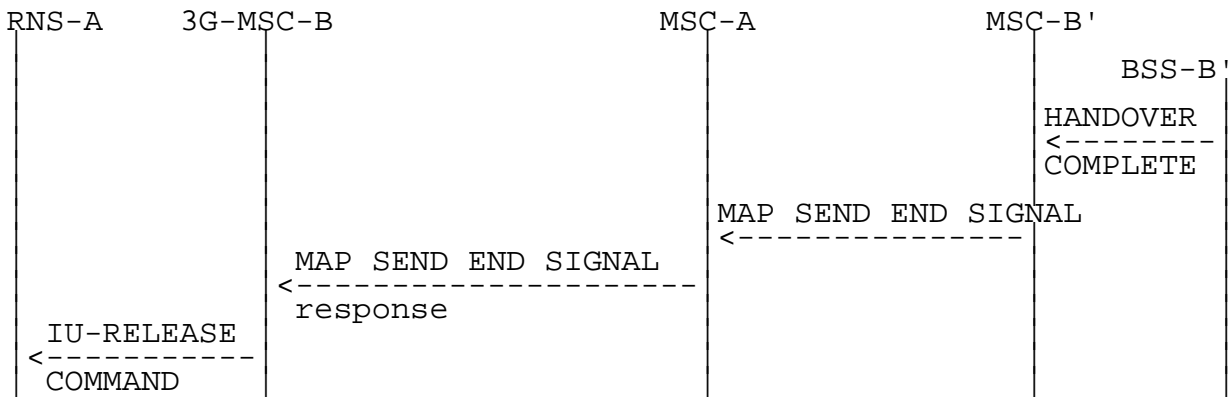 RNS-A 3G-MSC-B MSC-A MSC-B'
BSS-B'
HANDOVER
COMPLETE
MAP SEND END SIGNAL
MAP SEND END SIGNAL
response
IU-RELEASE
COMMAND